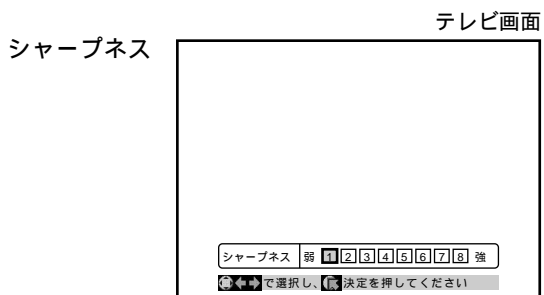 テレビ画面
シャープネス
シャープネス 弱 1 2 3 4 5 6 7 8 強
で選択し、決定を押してください